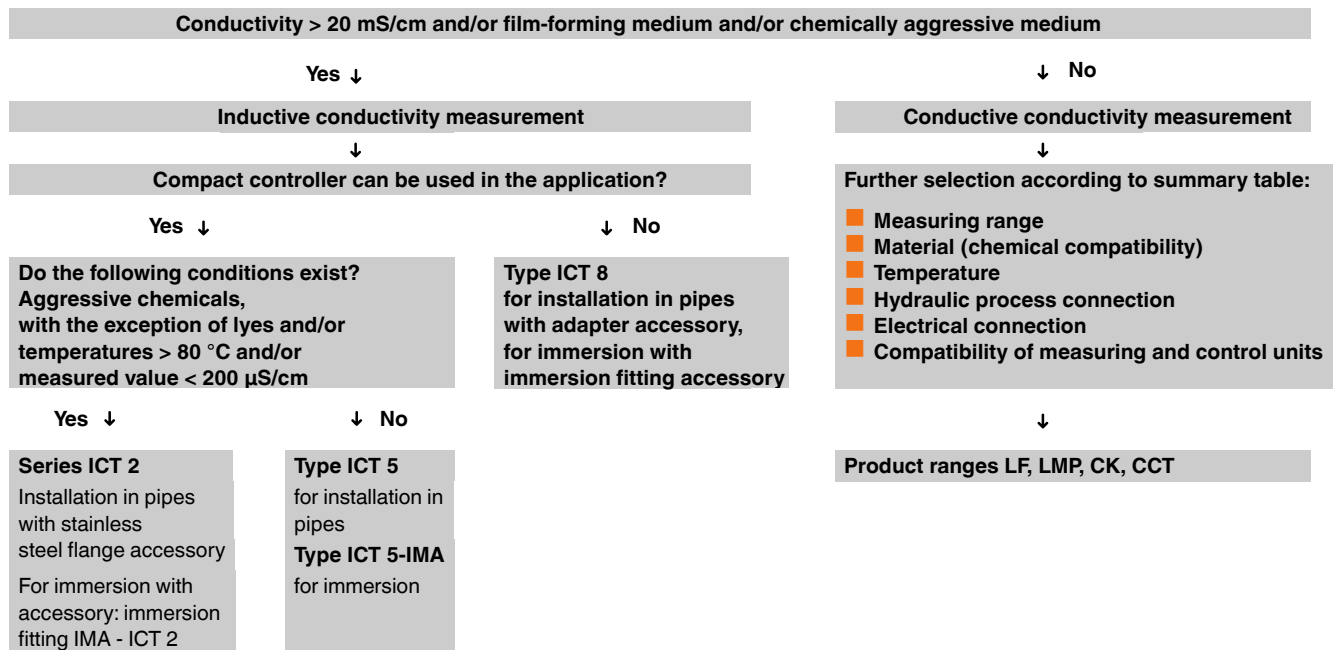 Conductivity > 20 mS/cm and/or film-forming medium and/or chemically aggressive medium
Yes ↓
↓ No
Inductive conductivity measurement
↓
Compact controller can be used in the application?
Yes ↓
↓ No
Do the following conditions exist?
Aggressive chemicals,
with the exception of lyes and/or
temperatures > 80 °C and/or
measured value < 200 µS/cm
Type ICT 8
for installation in pipes
with adapter accessory,
for immersion with
immersion fitting accessory
Yes ↓
↓ No
Series ICT 2
Installation in pipes
with stainless
steel flange accessory
For immersion with
accessory: immersion
fitting IMA - ICT 2
Type ICT 5
for installation in
pipes
Type ICT 5-IMA
for immersion
Conductive conductivity measurement
↓
Further selection according to summary table:
Measuring range
Material (chemical compatibility)
Temperature
Hydraulic process connection
Electrical connection
Compatibility of measuring and control units
↓
Product ranges LF, LMP, CK, CCT